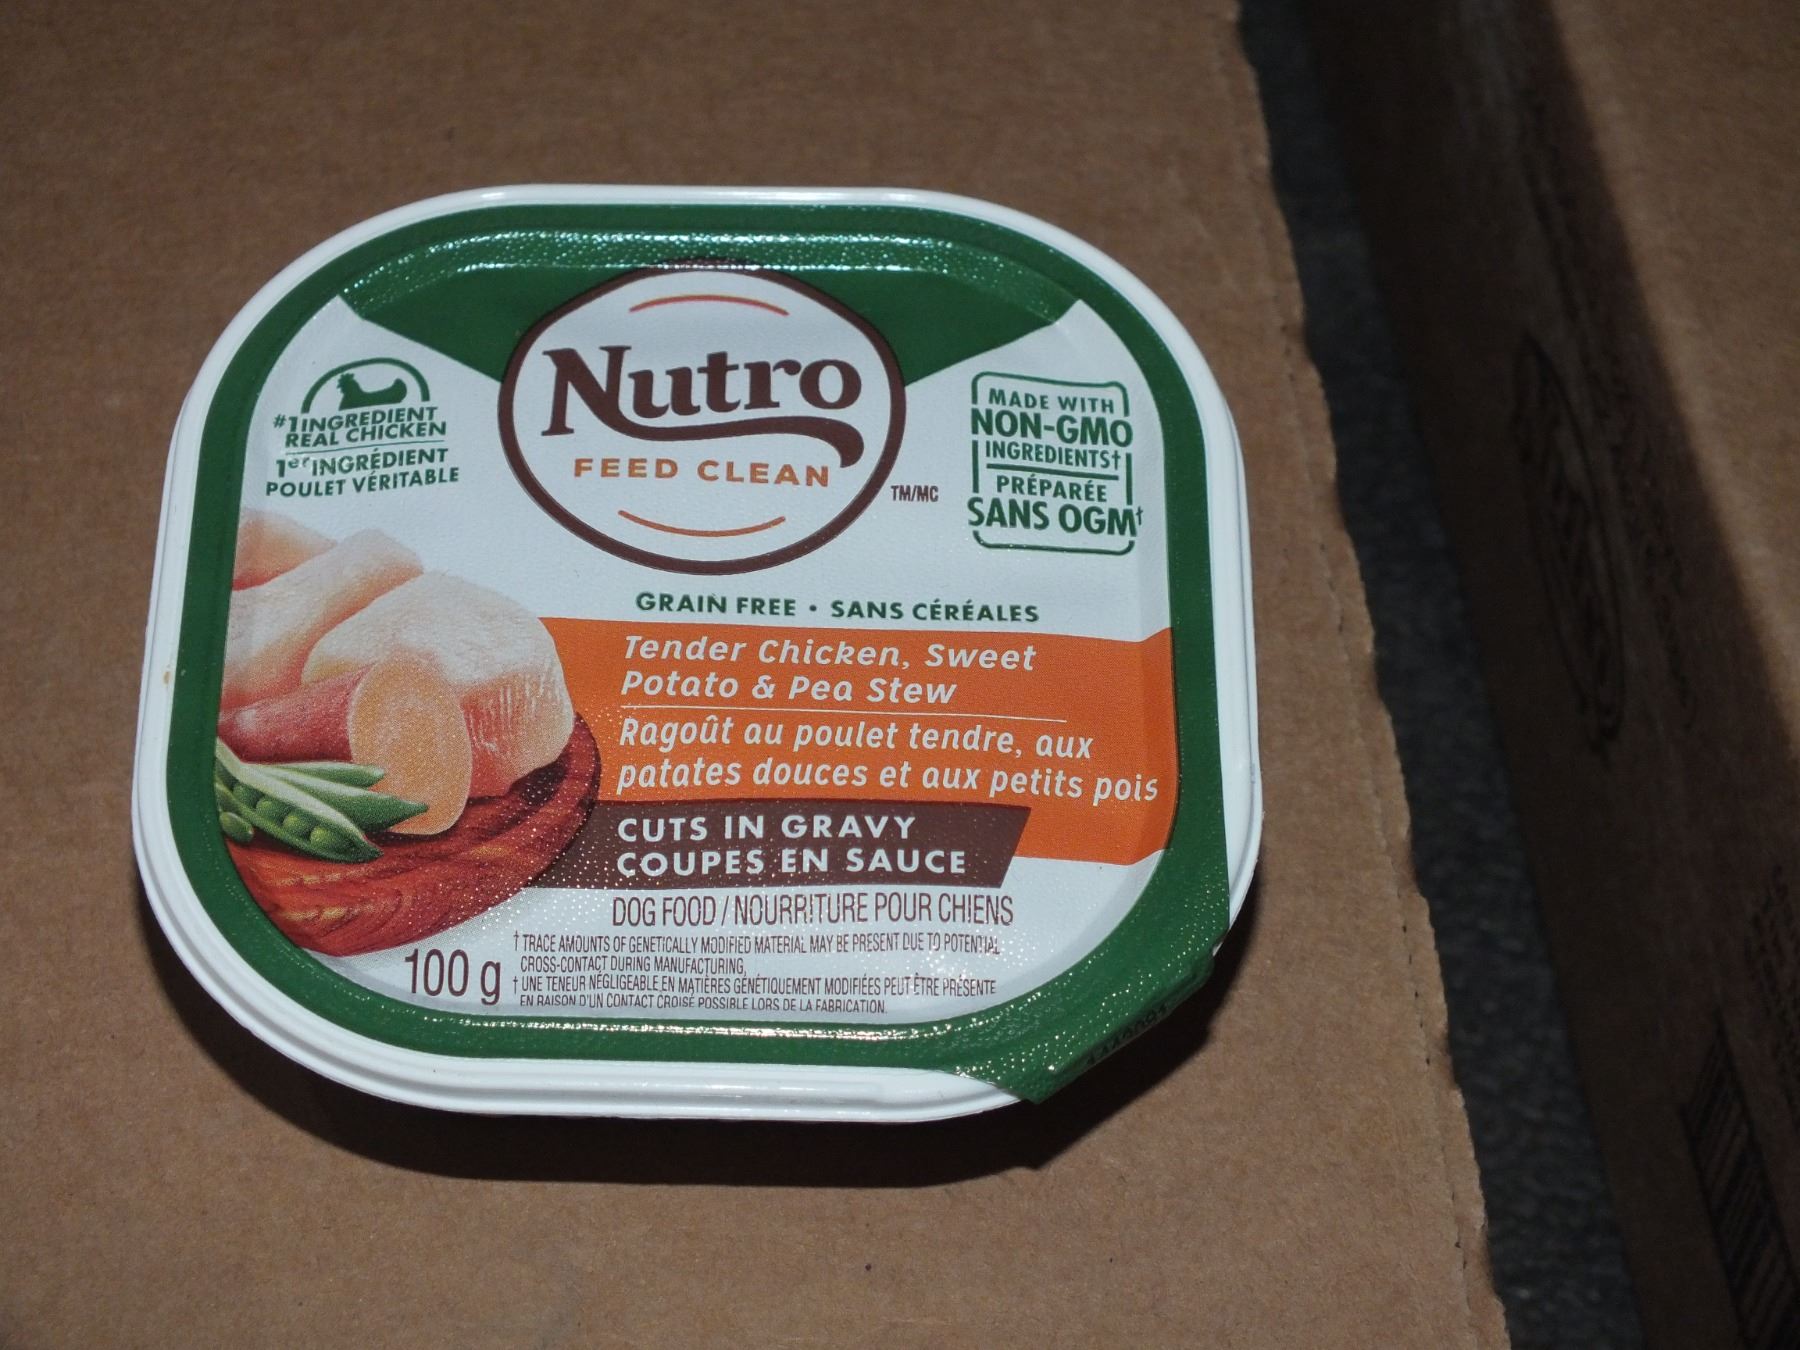 Nutro
FEED CLEAN
TM/MC
#1 INGREDIENT
REAL CHICKEN
1er INGRÉDIENT
POULET VÉRITABLE
MADE WITH
NON-GMO
INGREDIENTS†
PRÉPARÉE
SANS OGM†
GRAIN FREE • SANS CÉRÉALES
Tender Chicken, Sweet
Potato & Pea Stew
Ragoût au poulet tendre, aux
patates douces et aux petits pois
CUTS IN GRAVY
COUPES EN SAUCE
DOG FOOD / NOURRITURE POUR CHIENS
100 g
† TRACE AMOUNTS OF GENETICALLY MODIFIED MATERIAL MAY BE PRESENT DUE TO POTENTIAL
CROSS-CONTACT DURING MANUFACTURING,
† UNE TENEUR NÉGLIGEABLE EN MATIÈRES GÉNÉTIQUEMENT MODIFIÉES PEUT ÊTRE PRÉSENTE
EN RAISON D'UN CONTACT CROISÉ POSSIBLE LORS DE LA FABRICATION.